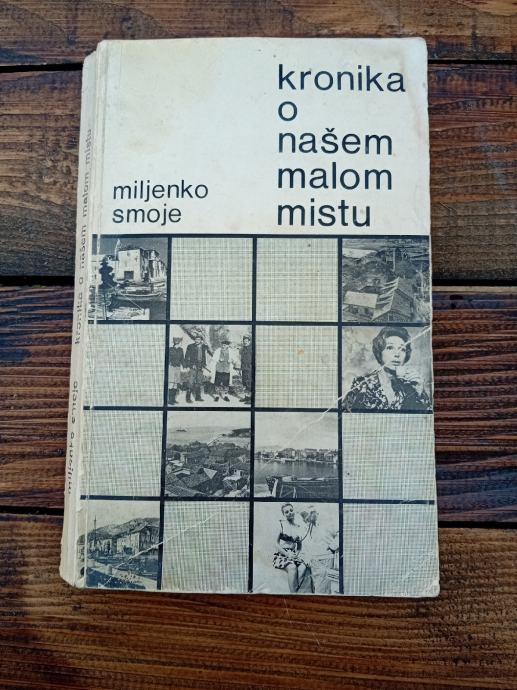 kronika
o
našem
malom
mistu
miljenko
smoje
miljenko smoje kronika o našem malom mistu